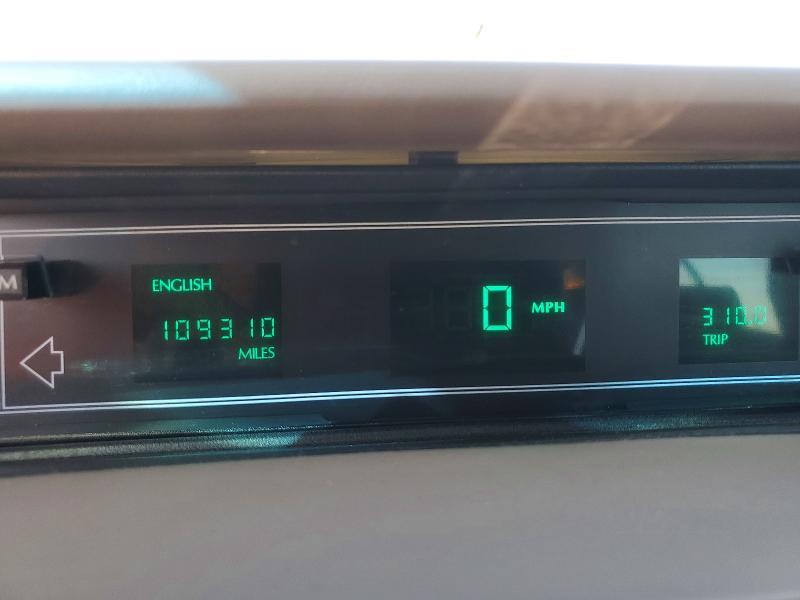 M
ENGLISH
109310
MILES
0 MPH
310.0
TRIP